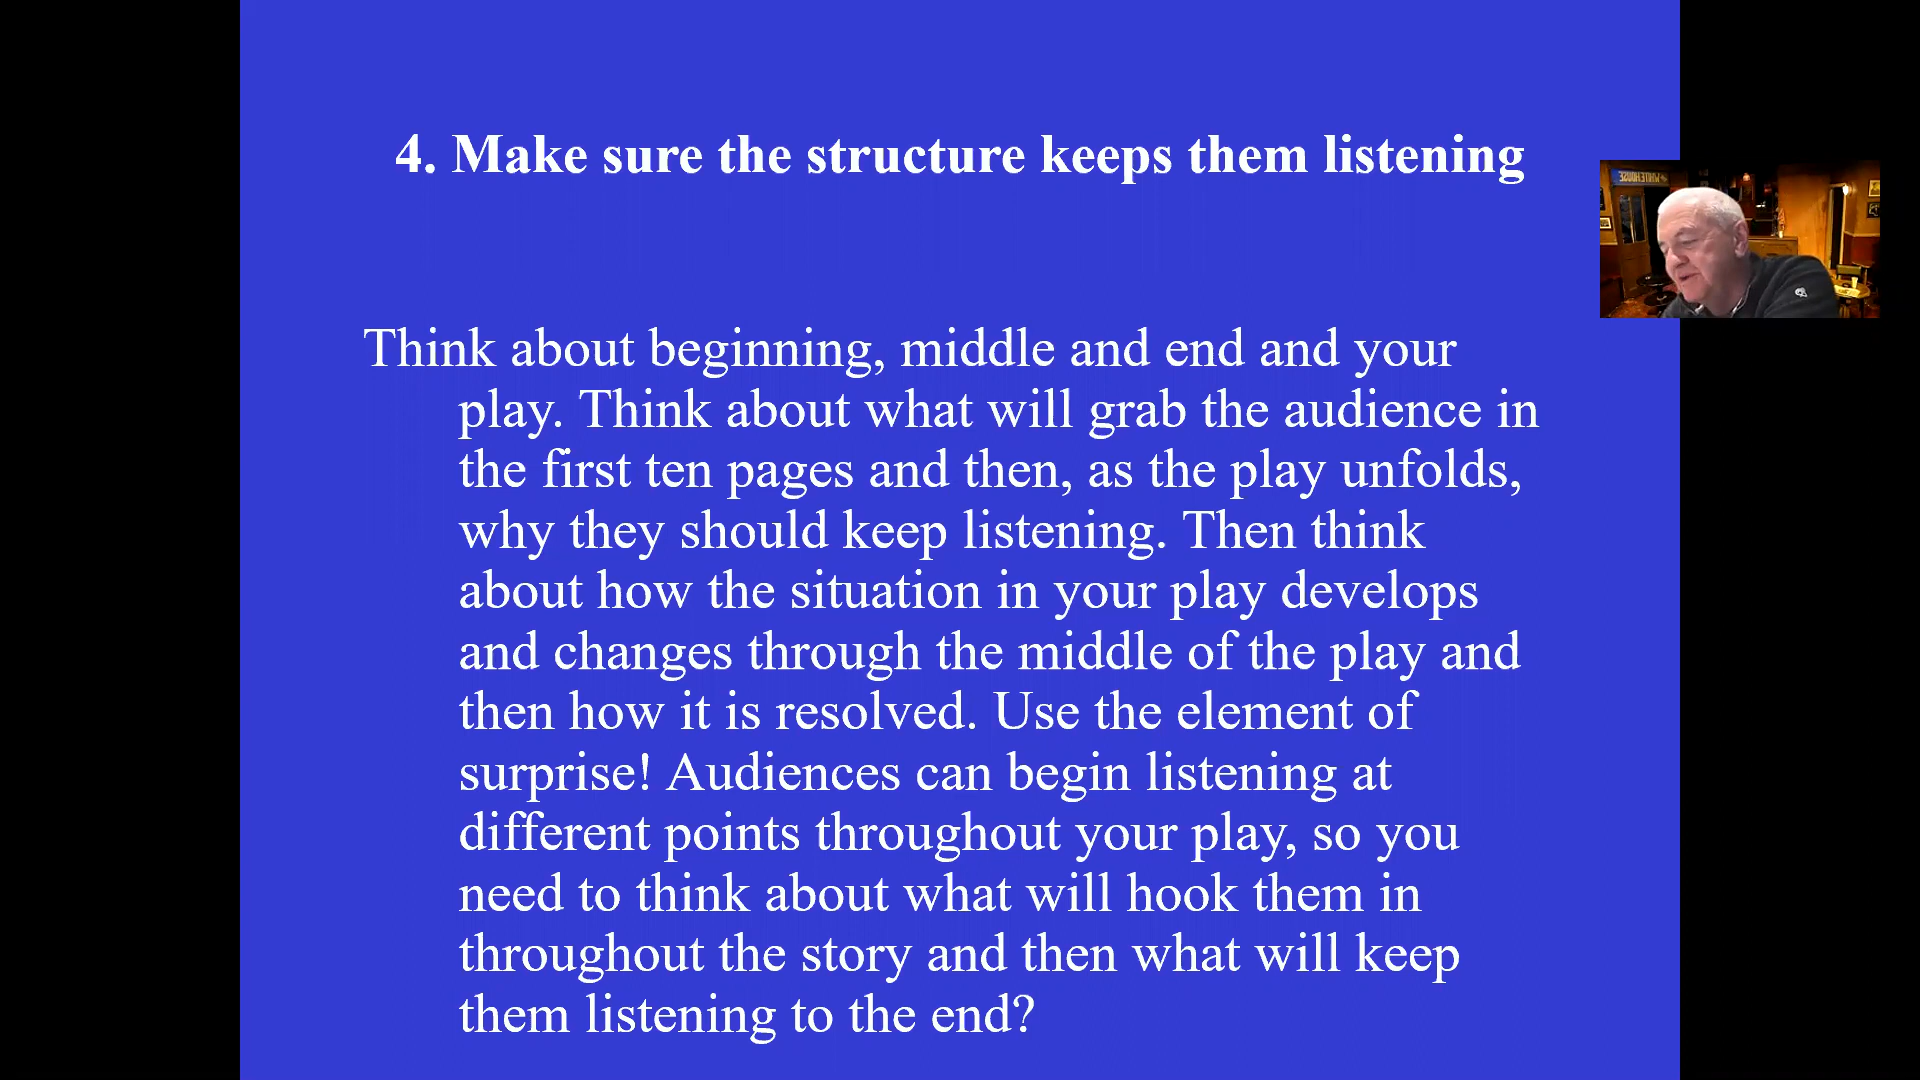 4. Make sure the structure keeps them listening
Think about beginning, middle and end and your
play. Think about what will grab the audience in
the first ten pages and then, as the play unfolds,
why they should keep listening. Then think
about how the situation in your play develops
and changes through the middle of the play and
then how it is resolved. Use the element of
surprise! Audiences can begin listening at
different points throughout your play, so you
need to think about what will hook them in
throughout the story and then what will keep
them listening to the end?
WHITEHOUSE